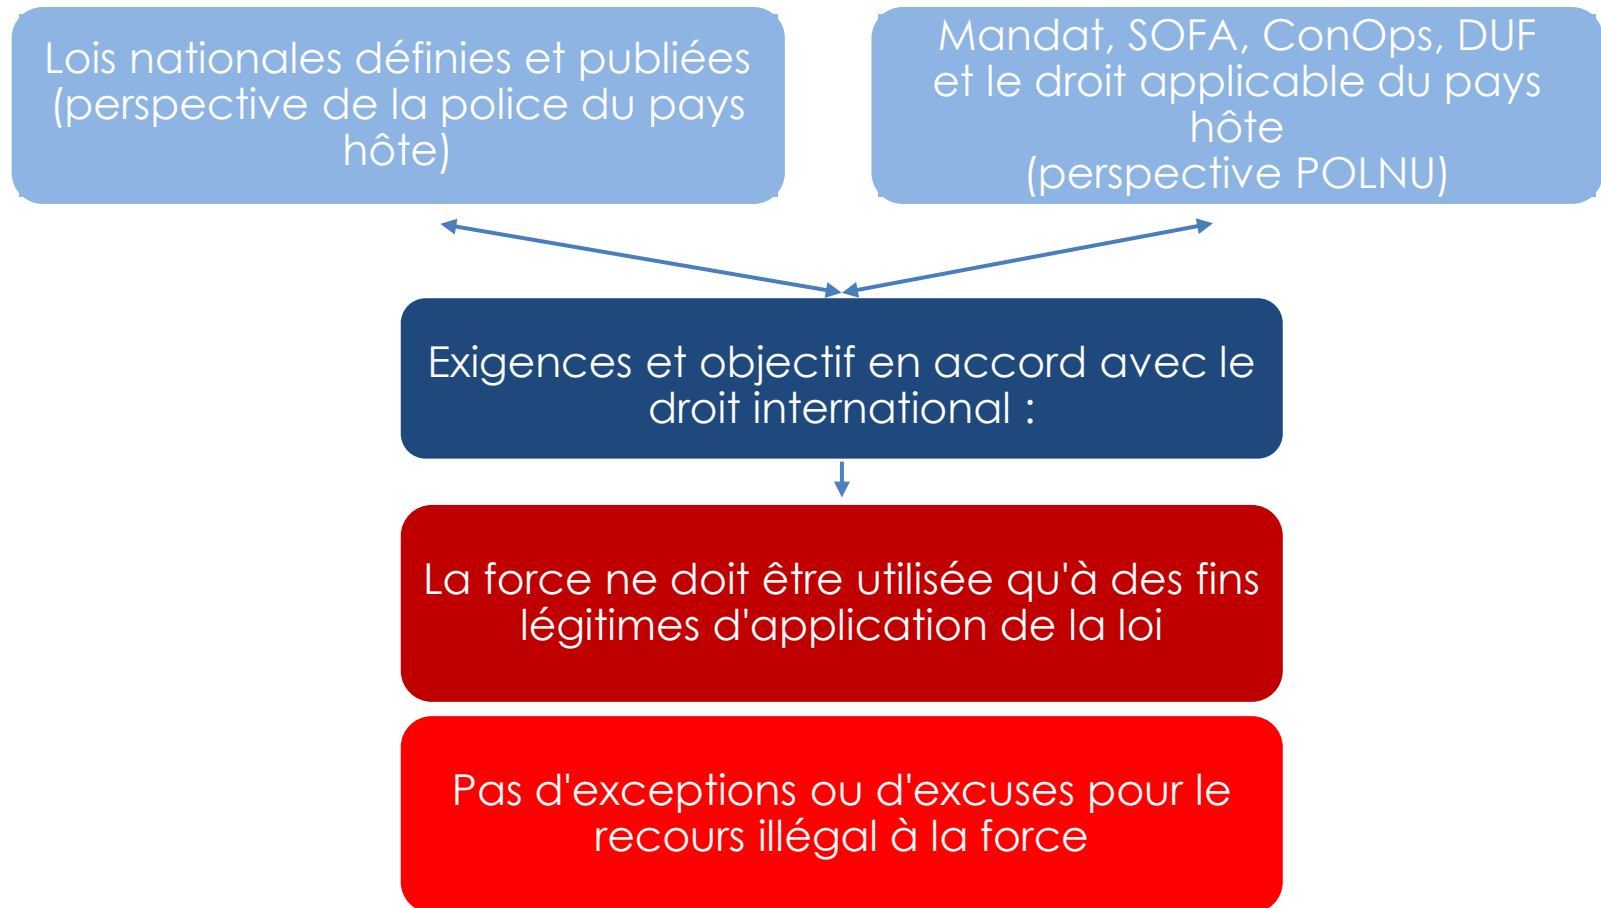 Lois nationales définies et publiées
(perspective de la police du pays
hôte)
Mandat, SOFA, ConOps, DUF
et le droit applicable du pays
hôte
(perspective POLNU)
Exigences et objectif en accord avec le
droit international :
La force ne doit être utilisée qu'à des fins
légitimes d'application de la loi
Pas d'exceptions ou d'excuses pour le
recours illégal à la force